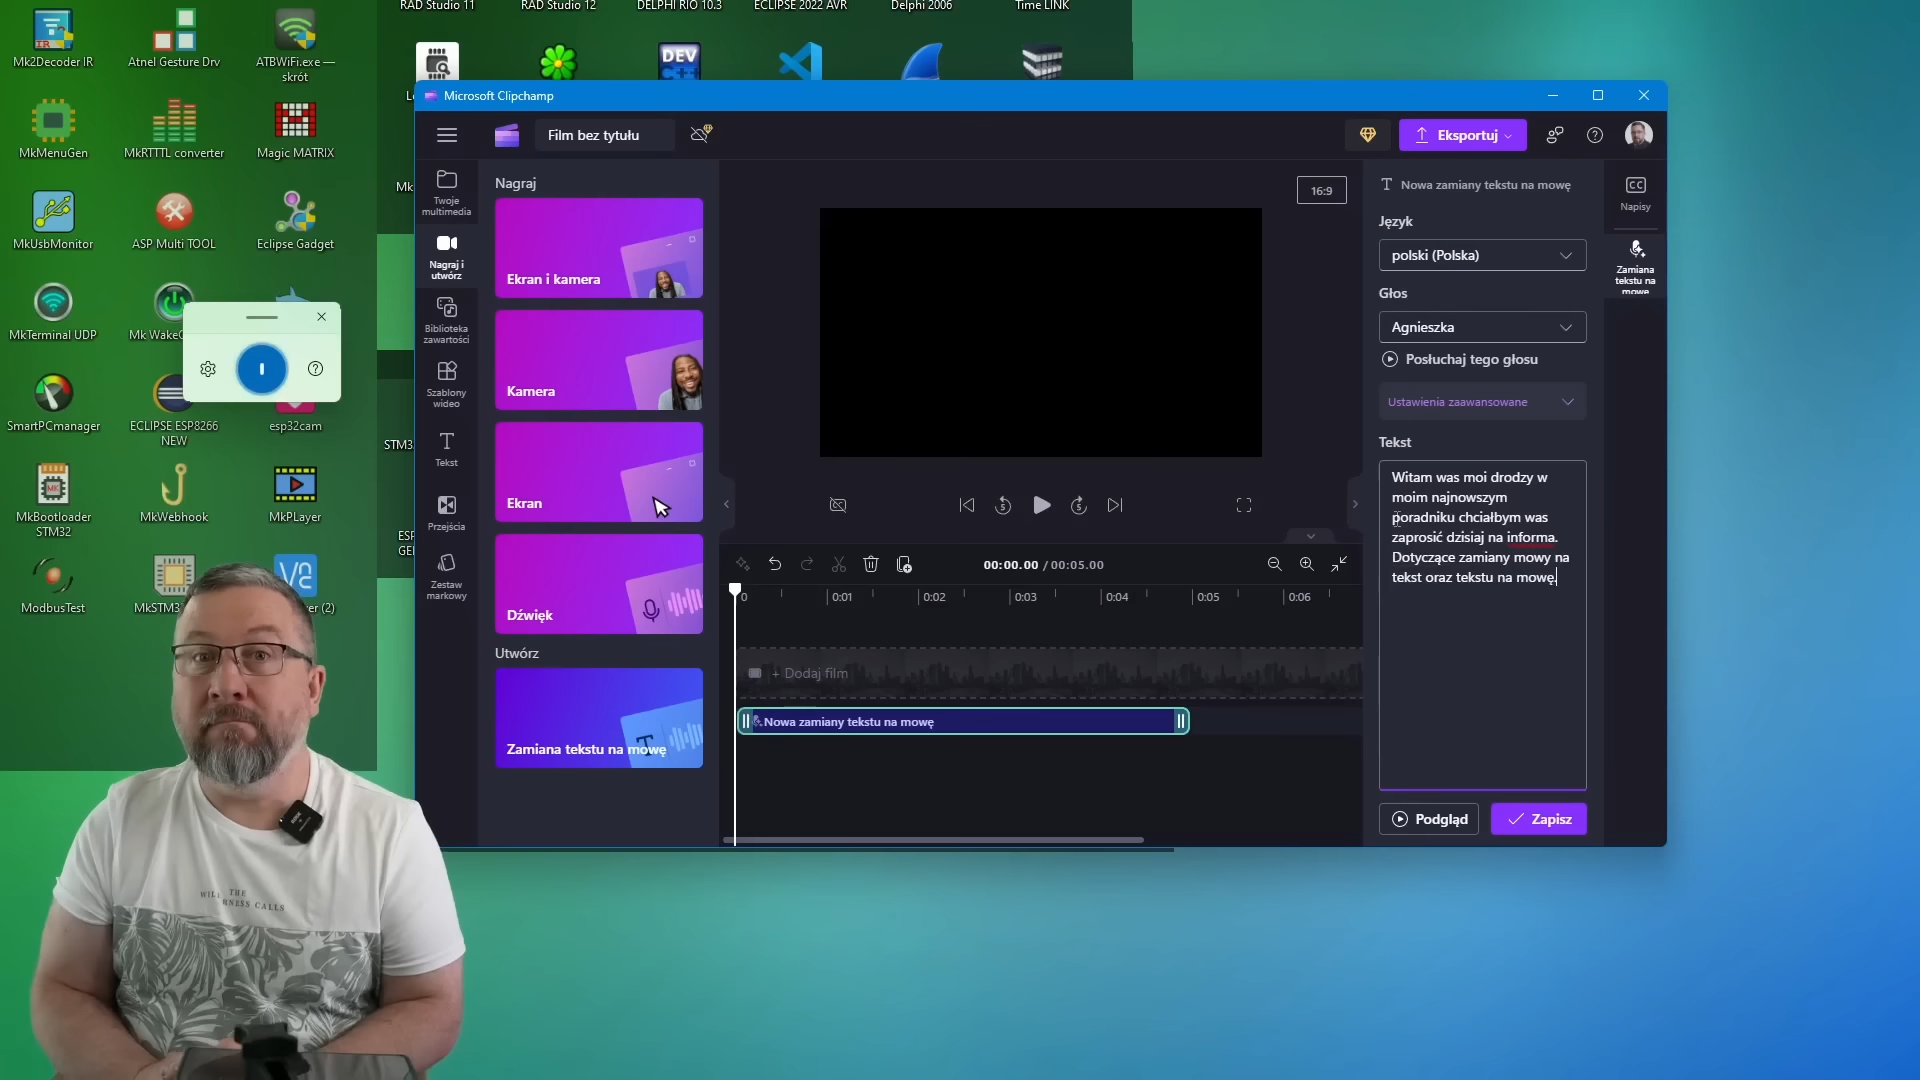 RAD Studio 11
RAD Studio 12
DELPHI RIO 10.3
ECLIPSE 2022 AVR
Delphi 2006
Time LINK
Mk2Decoder IR
Atnel Gesture Drv
ATBWiFi.exe —
skrót
DEV
Microsoft Clipchamp
Film bez tytułu
Eksportuj
MkMenuGen
MkRTTTL converter
Magic MATRIX
MkUsbMonitor
ASP Multi TOOL
Eclipse Gadget
MkTerminal UDP
SmartPCmanager
ECLIPSE ESP8266
NEW
esp32cam
MkBootloader
STM32
MkWebhook
MkPLayer
ModbusTest
Twoje
multimedia
Nagraj i
utwórz
Biblioteka
zawartości
Szablony
wideo
Tekst
Przejścia
Zestaw
markowy
Nagraj
Ekran i kamera
Kamera
Ekran
Dźwięk
Utwórz
Zamiana tekstu na mowę
16:9
00:00.00 / 00:05.00
0
0:01
0:02
0:03
0:04
0:05
0:06
+ Dodaj film
Nowa zamiany tekstu na mowę
Nowa zamiany tekstu na mowę
Język
polski (Polska)
Głos
Agnieszka
Posłuchaj tego głosu
Ustawienia zaawansowane
Tekst
Witam was moi drodzy w
moim najnowszym
poradniku chciałbym was
zaprosić dzisiaj na informa.
Dotyczące zamiany mowy na
tekst oraz tekstu na mowę.
Podgląd
Zapisz
CC
Napisy
Zamiana
tekstu na
mowę